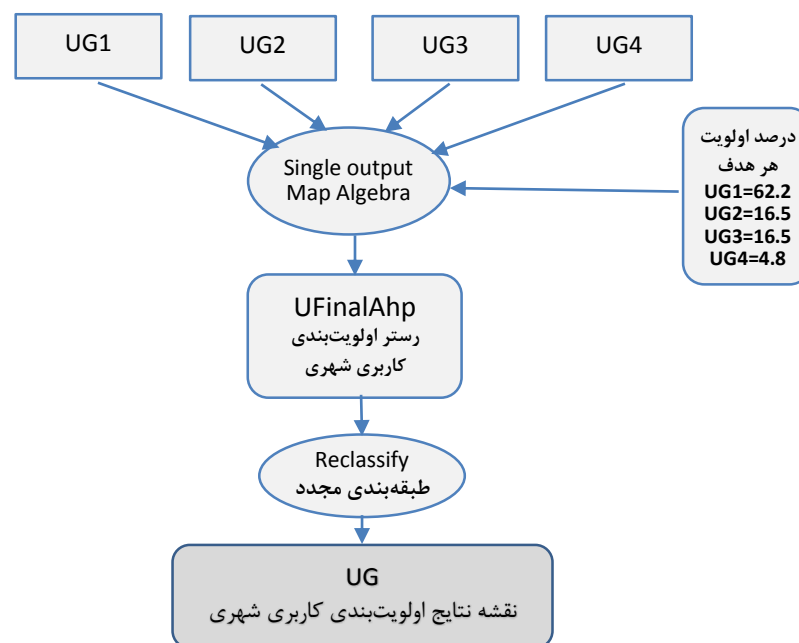 UG1
UG2
UG3
UG4
Single output
Map Algebra
درصد اولویت
هر هدف
UG1=62.2
UG2=16.5
UG3=16.5
UG4=4.8
UFinalAhp
رستر اولویت‌بندی
کاربری شهری
Reclassify
طبقه‌بندی مجدد
UG
نقشه نتایج اولویت‌بندی کاربری شهری